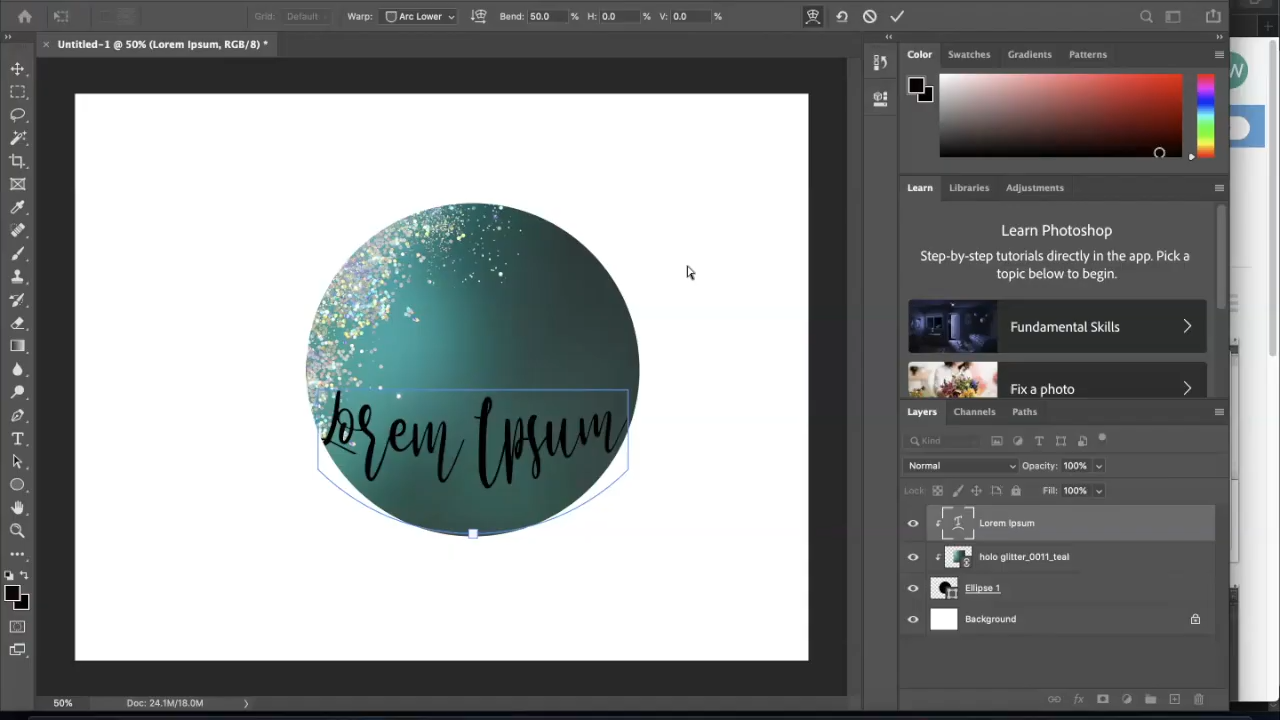 Grid: Default Warp: Arc Lower Bend: 50.0 % H: 0.0 % V: 0.0 %
Untitled-1 @ 50% (Lorem Ipsum, RGB/8) *
Color Swatches Gradients Patterns
W
Learn Libraries Adjustments
Learn Photoshop
Step-by-step tutorials directly in the app. Pick a
topic below to begin.
Fundamental Skills
Fix a photo
Lorem Ipsum
Layers Channels Paths
Kind
Normal Opacity: 100%
Lock: Fill: 100%
Lorem Ipsum
holo glitter_0011_teal
Ellipse 1
Background
50% Doc: 24.1M/18.0M
fx